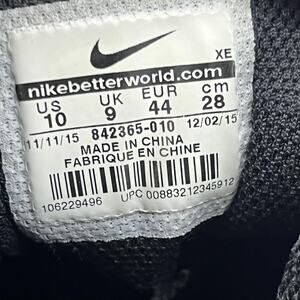 XE
nikebetterworld.com
US UK EUR cm
10 9 44 28
11/11/15 842365-010 12/02/15
MADE IN CHINA
FABRIQUE EN CHINE
106229496 UPC 00883212345912